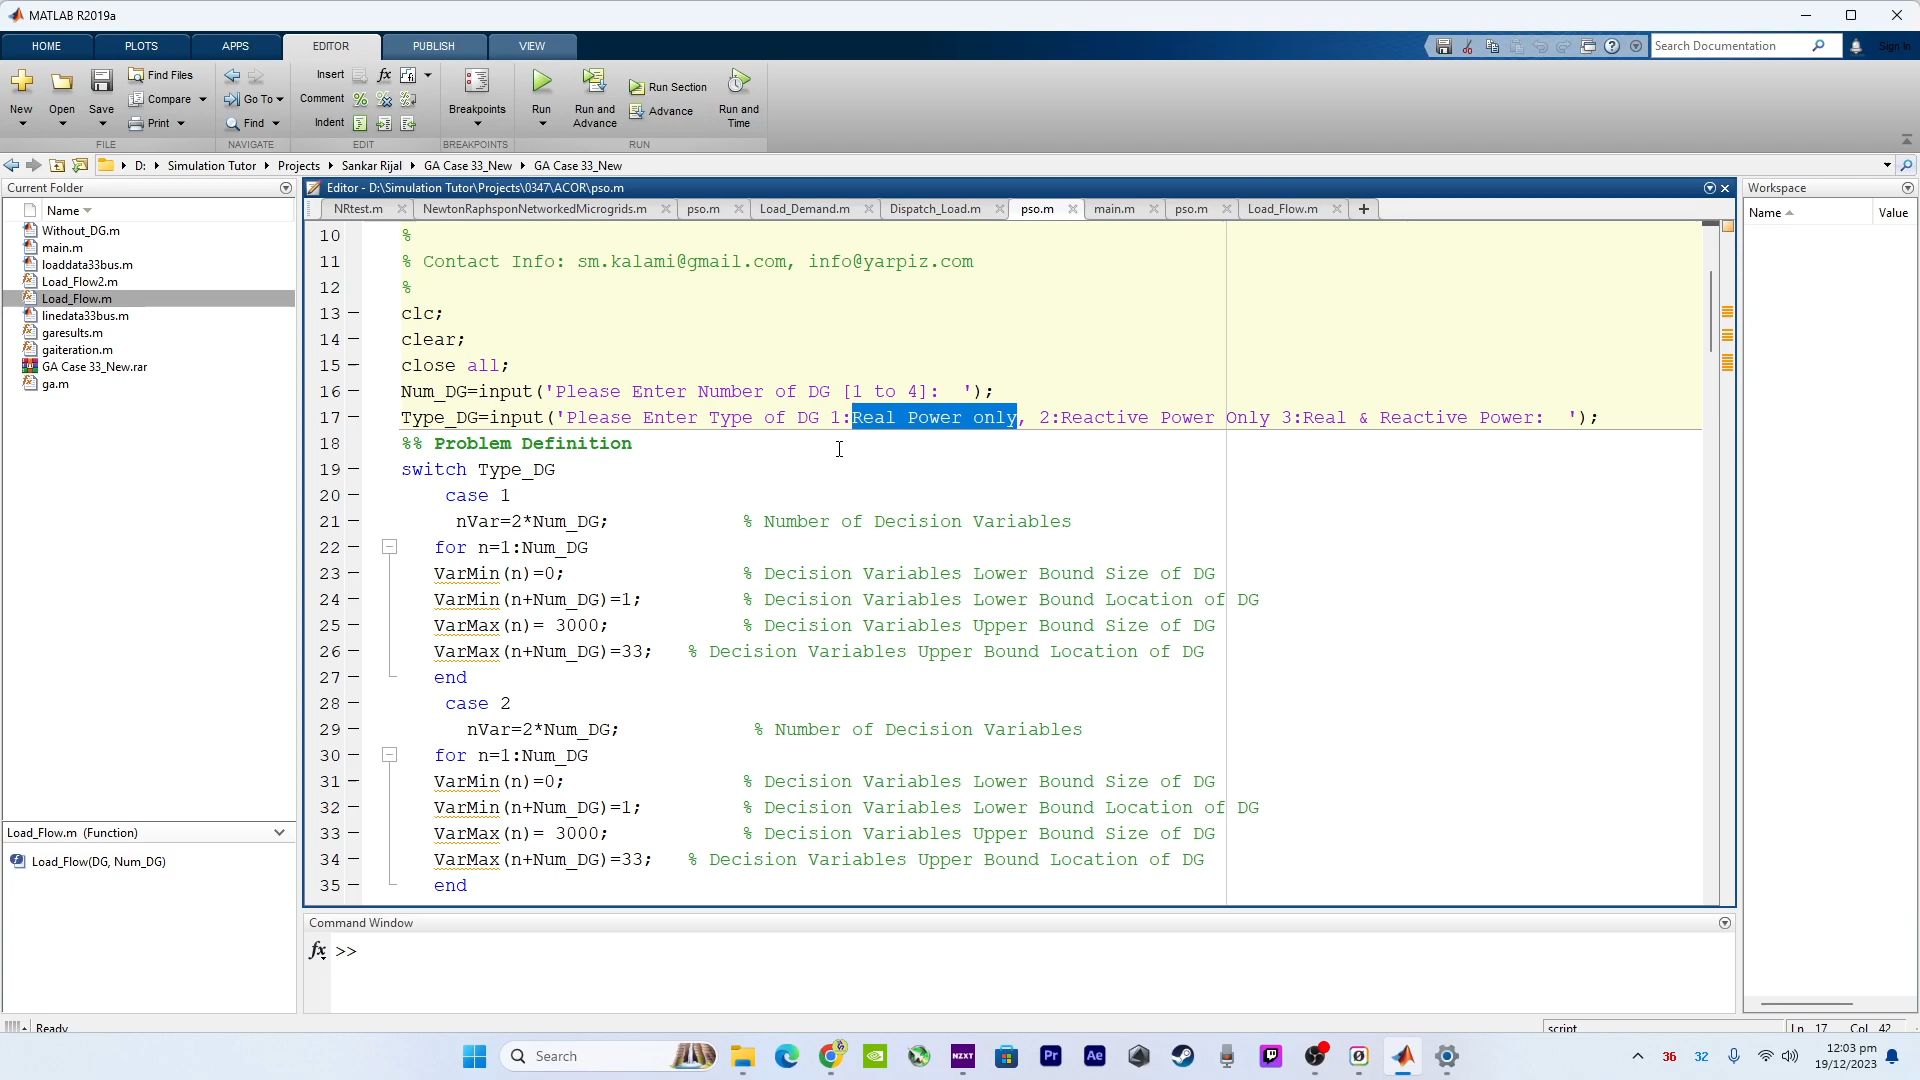 MATLAB R2019a
HOME PLOTS APPS EDITOR PUBLISH VIEW
Search Documentation
Sign In
New Open Save Find Files Compare Print
Go To Find
Insert Comment Indent
Breakpoints
Run Run and Advance Run Section Advance Run and Time
FILE NAVIGATE EDIT BREAKPOINTS RUN
D: Simulation Tutor Projects Sankar Rijal GA Case 33_New GA Case 33_New
Current Folder
Name
Without_DG.m
main.m
loaddata33bus.m
Load_Flow2.m
Load_Flow.m
linedata33bus.m
garesults.m
gaiteration.m
GA Case 33_New.rar
ga.m
Load_Flow.m (Function)
Load_Flow(DG, Num_DG)
Editor - D:\Simulation Tutor\Projects\0347\ACOR\pso.m
NRtest.m NewtonRaphsponNetworkedMicrogrids.m pso.m Load_Demand.m Dispatch_Load.m pso.m main.m pso.m Load_Flow.m
10 %
11 % Contact Info: sm.kalami@gmail.com, info@yarpiz.com
12 %
13 clc;
14 clear;
15 close all;
16 Num_DG=input('Please Enter Number of DG [1 to 4]:  ');
17 Type_DG=input('Please Enter Type of DG 1:Real Power only, 2:Reactive Power Only 3:Real & Reactive Power:  ');
18 %% Problem Definition
19 switch Type_DG
20 case 1
21 nVar=2*Num_DG; % Number of Decision Variables
22 for n=1:Num_DG
23 VarMin(n)=0; % Decision Variables Lower Bound Size of DG
24 VarMin(n+Num_DG)=1; % Decision Variables Lower Bound Location of DG
25 VarMax(n)= 3000; % Decision Variables Upper Bound Size of DG
26 VarMax(n+Num_DG)=33; % Decision Variables Upper Bound Location of DG
27 end
28 case 2
29 nVar=2*Num_DG; % Number of Decision Variables
30 for n=1:Num_DG
31 VarMin(n)=0; % Decision Variables Lower Bound Size of DG
32 VarMin(n+Num_DG)=1; % Decision Variables Lower Bound Location of DG
33 VarMax(n)= 3000; % Decision Variables Upper Bound Size of DG
34 VarMax(n+Num_DG)=33; % Decision Variables Upper Bound Location of DG
35 end
Command Window
fx >>
Workspace
Name Value
Ready
script
Ln 17 Col 42
Search
NZXT
Pr
Ae
36
32
12:03 pm
19/12/2023